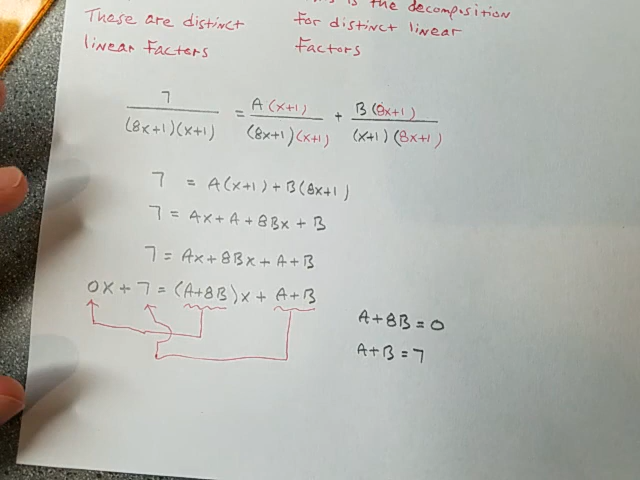 is the decomposition
These are distinct
for distinct linear
linear factors
factors
7 / (8x+1)(x+1) = A(x+1) / (8x+1)(x+1) + B(8x+1) / (x+1)(8x+1)
7 = A(x+1) + B(8x+1)
7 = Ax + A + 8Bx + B
7 = Ax + 8Bx + A + B
0x + 7 = (A+8B)x + A+B
A + 8B = 0
A + B = 7